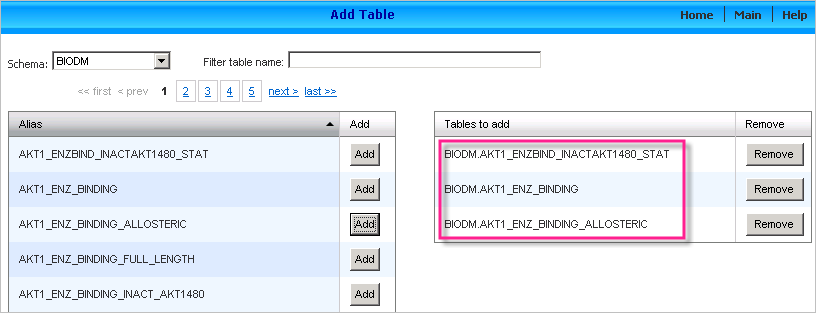 Add Table
Home Main Help
Schema: BIODM Filter table name:
<< first < prev 1 2 3 4 5 next > last >>
Alias Add
AKT1_ENZBIND_INACTAKT1480_STAT Add
AKT1_ENZ_BINDING Add
AKT1_ENZ_BINDING_ALLOSTERIC Add
AKT1_ENZ_BINDING_FULL_LENGTH Add
AKT1_ENZ_BINDING_INACT_AKT1480 Add
Tables to add Remove
BIODM.AKT1_ENZBIND_INACTAKT1480_STAT Remove
BIODM.AKT1_ENZ_BINDING Remove
BIODM.AKT1_ENZ_BINDING_ALLOSTERIC Remove